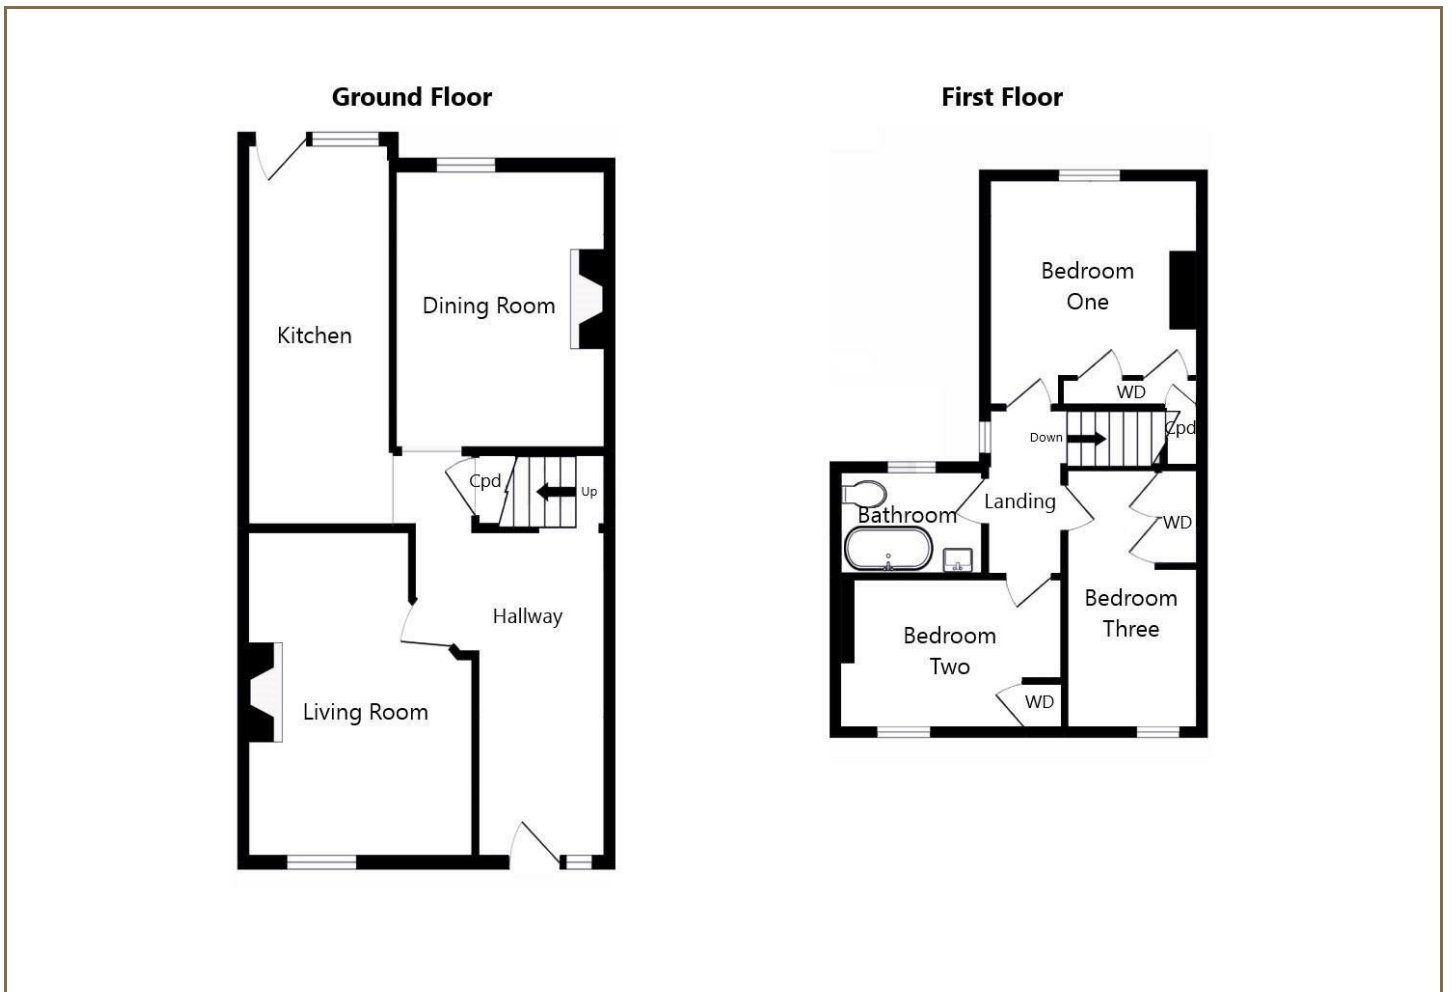 Ground Floor
First Floor
Kitchen
Dining Room
Cpd
Up
Hallway
Living Room
Bedroom
One
WD
Cpd
Down
Landing
Bathroom
WD
Bedroom
Three
Bedroom
Two
WD